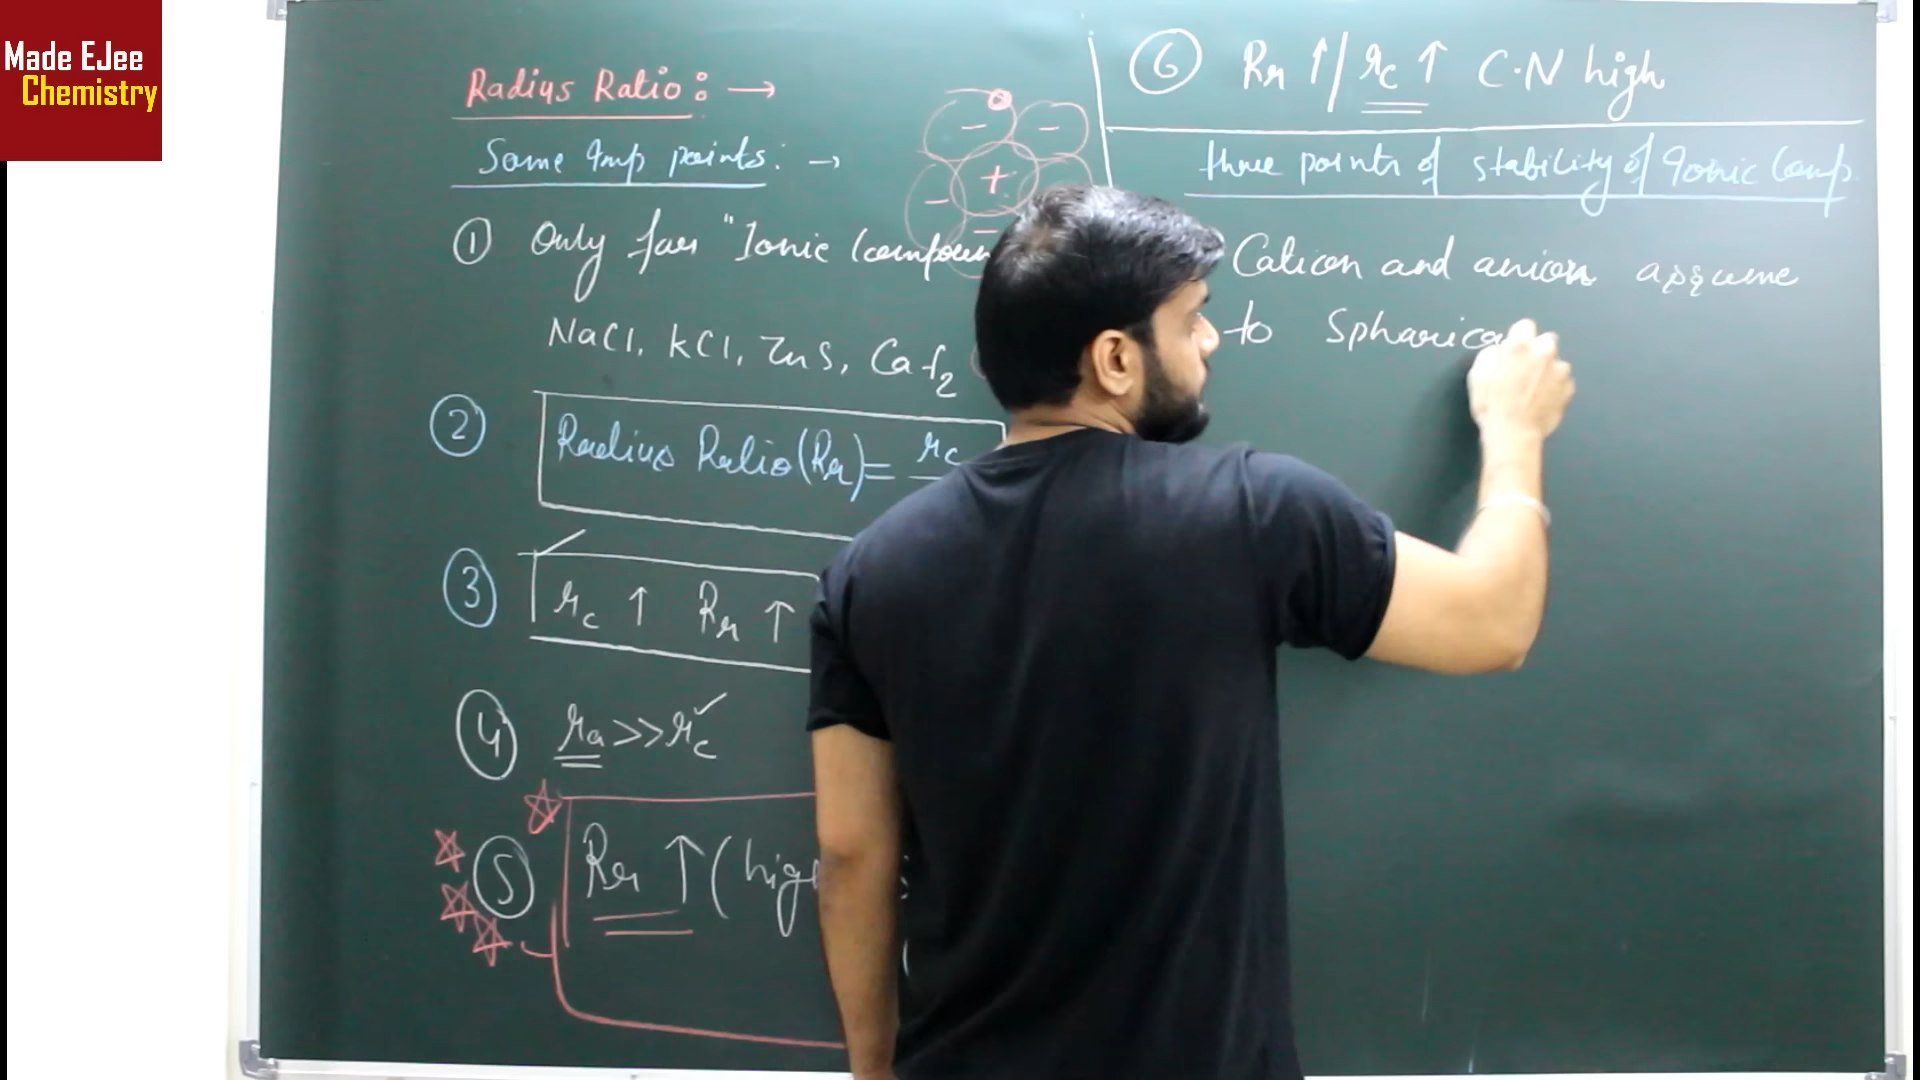 Made EJee
Chemistry
Radius Ratio : →
Some Imp points : →
① Only for "Ionic
NaCl, KCl, ZnS, CaF₂
② Radius Ratio (Rr) = rc
③ rc ↑ Rr ↑
④ ra >> rc ✓
⑤ Rr ↑ (high
+
-
-
-
-
⑥ Rr ↑ / rc ↑ C.N high
three points of stability of Ionic Comp.
Cation and anion assume
to Spharica